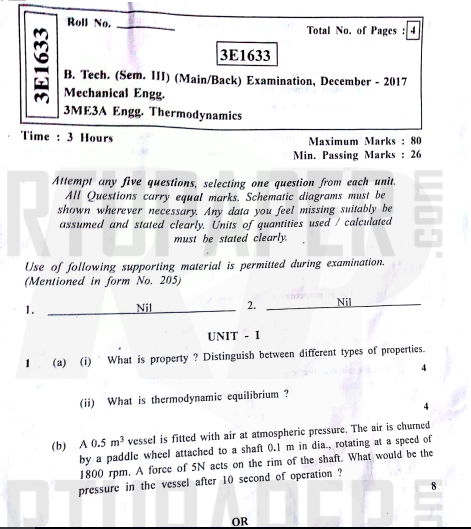 3E1633
Roll No. ________
Total No. of Pages : 4
3E1633
B. Tech. (Sem. III) (Main/Back) Examination, December - 2017
Mechanical Engg.
3ME3A Engg. Thermodynamics
Time : 3 Hours
Maximum Marks : 80
Min. Passing Marks : 26
Attempt any five questions, selecting one question from each unit.
All Questions carry equal marks. Schematic diagrams must be
shown wherever necessary. Any data you feel missing suitably be
assumed and stated clearly. Units of quantities used / calculated
must be stated clearly.
Use of following supporting material is permitted during examination.
(Mentioned in form No. 205)
1. Nil 2. Nil
UNIT - I
1 (a) (i) What is property ? Distinguish between different types of properties.
4
(ii) What is thermodynamic equilibrium ?
4
(b) A 0.5 m³ vessel is fitted with air at atmospheric pressure. The air is churned
by a paddle wheel attached to a shaft 0.1 m in dia., rotating at a speed of
1800 rpm. A force of 5N acts on the rim of the shaft. What would be the
pressure in the vessel after 10 second of operation ?
8
OR